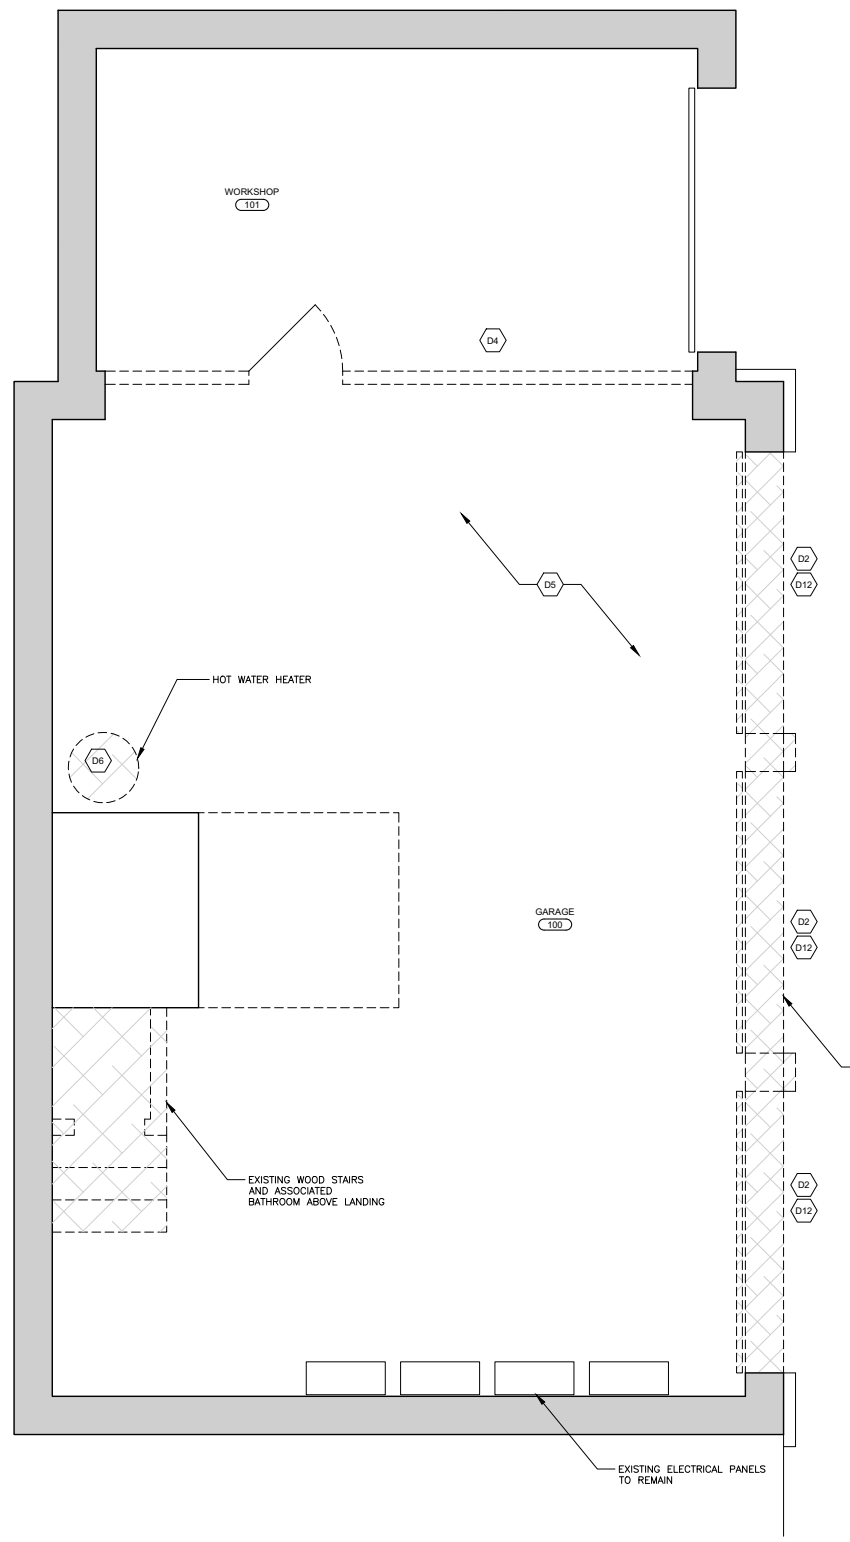 WORKSHOP
101
D4
D2
D12
D5
HOT WATER HEATER
D6
GARAGE
100
D2
D12
EXISTING WOOD STAIRS
AND ASSOCIATED
BATHROOM ABOVE LANDING
D2
D12
EXISTING ELECTRICAL PANELS
TO REMAIN